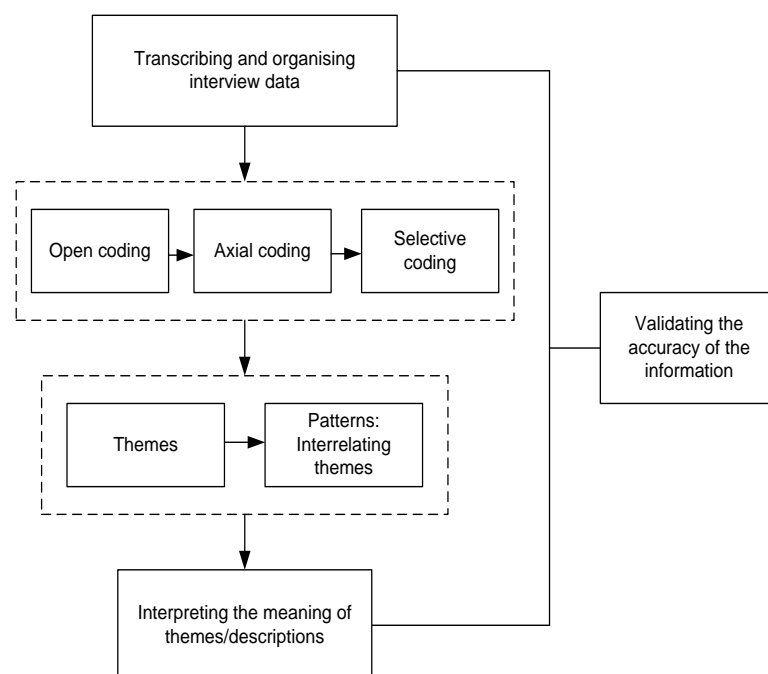 Transcribing and organising
interview data
Open coding
Axial coding
Selective
coding
Validating the
accuracy of the
information
Themes
Patterns:
Interrelating
themes
Interpreting the meaning of
themes/descriptions